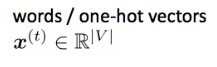 words / one-hot vectors
𝒙⁽ᵗ⁾ ∈ ℝ^|V|